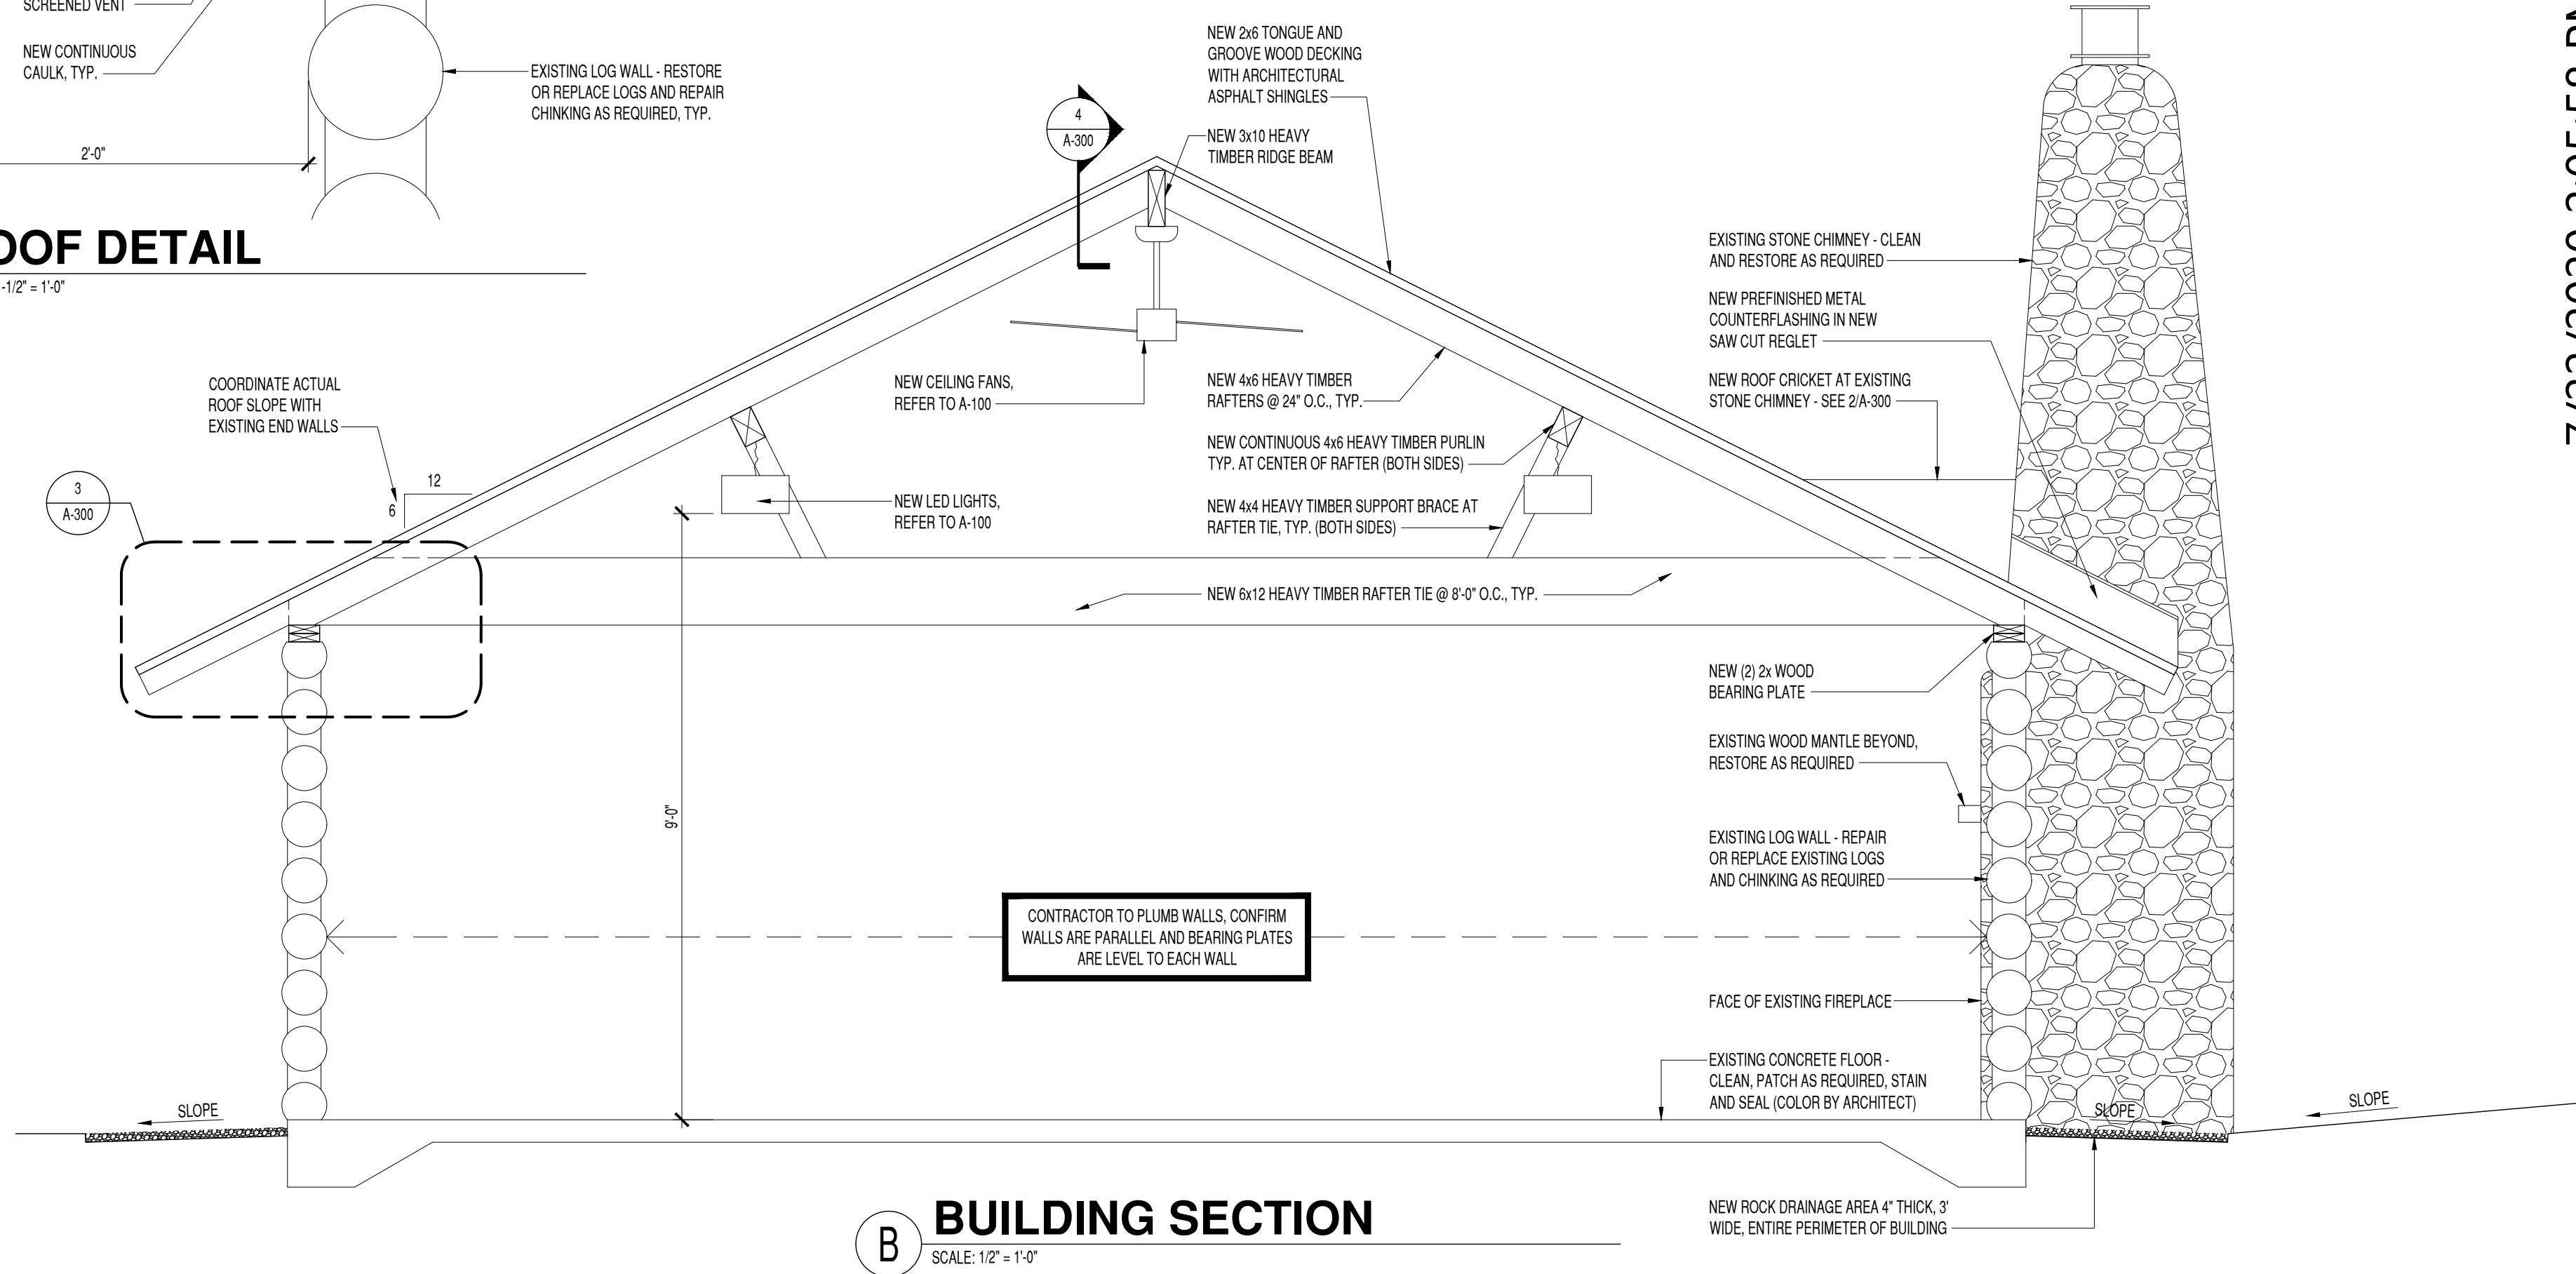 SCREENED VENT
NEW CONTINUOUS
CAULK, TYP.
EXISTING LOG WALL - RESTORE
OR REPLACE LOGS AND REPAIR
CHINKING AS REQUIRED, TYP.
2'-0"
OOF DETAIL
-1/2" = 1'-0"
4
A-300
NEW 2x6 TONGUE AND
GROOVE WOOD DECKING
WITH ARCHITECTURAL
ASPHALT SHINGLES
NEW 3x10 HEAVY
TIMBER RIDGE BEAM
EXISTING STONE CHIMNEY - CLEAN
AND RESTORE AS REQUIRED
NEW PREFINISHED METAL
COUNTERFLASHING IN NEW
SAW CUT REGLET
NEW ROOF CRICKET AT EXISTING
STONE CHIMNEY - SEE 2/A-300
COORDINATE ACTUAL
ROOF SLOPE WITH
EXISTING END WALLS
12
6
3
A-300
NEW CEILING FANS,
REFER TO A-100
NEW LED LIGHTS,
REFER TO A-100
NEW 4x6 HEAVY TIMBER
RAFTERS @ 24" O.C., TYP.
NEW CONTINUOUS 4x6 HEAVY TIMBER PURLIN
TYP. AT CENTER OF RAFTER (BOTH SIDES)
NEW 4x4 HEAVY TIMBER SUPPORT BRACE AT
RAFTER TIE, TYP. (BOTH SIDES)
NEW 6x12 HEAVY TIMBER RAFTER TIE @ 8'-0" O.C., TYP.
NEW (2) 2x WOOD
BEARING PLATE
EXISTING WOOD MANTLE BEYOND,
RESTORE AS REQUIRED
EXISTING LOG WALL - REPAIR
OR REPLACE EXISTING LOGS
AND CHINKING AS REQUIRED
9'-0"
CONTRACTOR TO PLUMB WALLS, CONFIRM
WALLS ARE PARALLEL AND BEARING PLATES
ARE LEVEL TO EACH WALL
FACE OF EXISTING FIREPLACE
EXISTING CONCRETE FLOOR -
CLEAN, PATCH AS REQUIRED, STAIN
AND SEAL (COLOR BY ARCHITECT)
SLOPE
SLOPE
SLOPE
NEW ROCK DRAINAGE AREA 4" THICK, 3'
WIDE, ENTIRE PERIMETER OF BUILDING
B
BUILDING SECTION
SCALE: 1/2" = 1'-0"